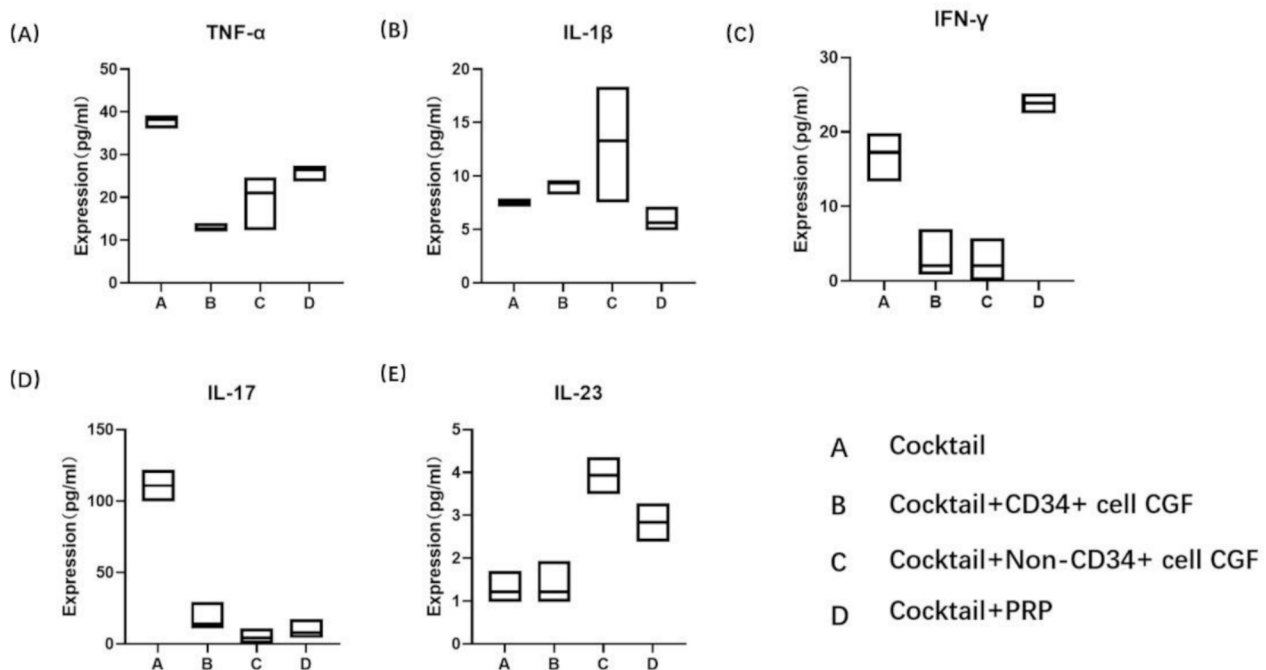 (A)
TNF-α
Expression(pg/ml)
50
40
30
20
10
0
A B C D
(B)
IL-1β
Expression(pg/ml)
20
15
10
5
0
A B C D
(C)
IFN-γ
Expression(pg/ml)
30
20
10
0
A B C D
(D)
IL-17
Expression(pg/ml)
150
100
50
0
A B C D
(E)
IL-23
Expression(pg/ml)
5
4
3
2
1
0
A B C D
A Cocktail
B Cocktail+CD34+ cell CGF
C Cocktail+Non-CD34+ cell CGF
D Cocktail+PRP